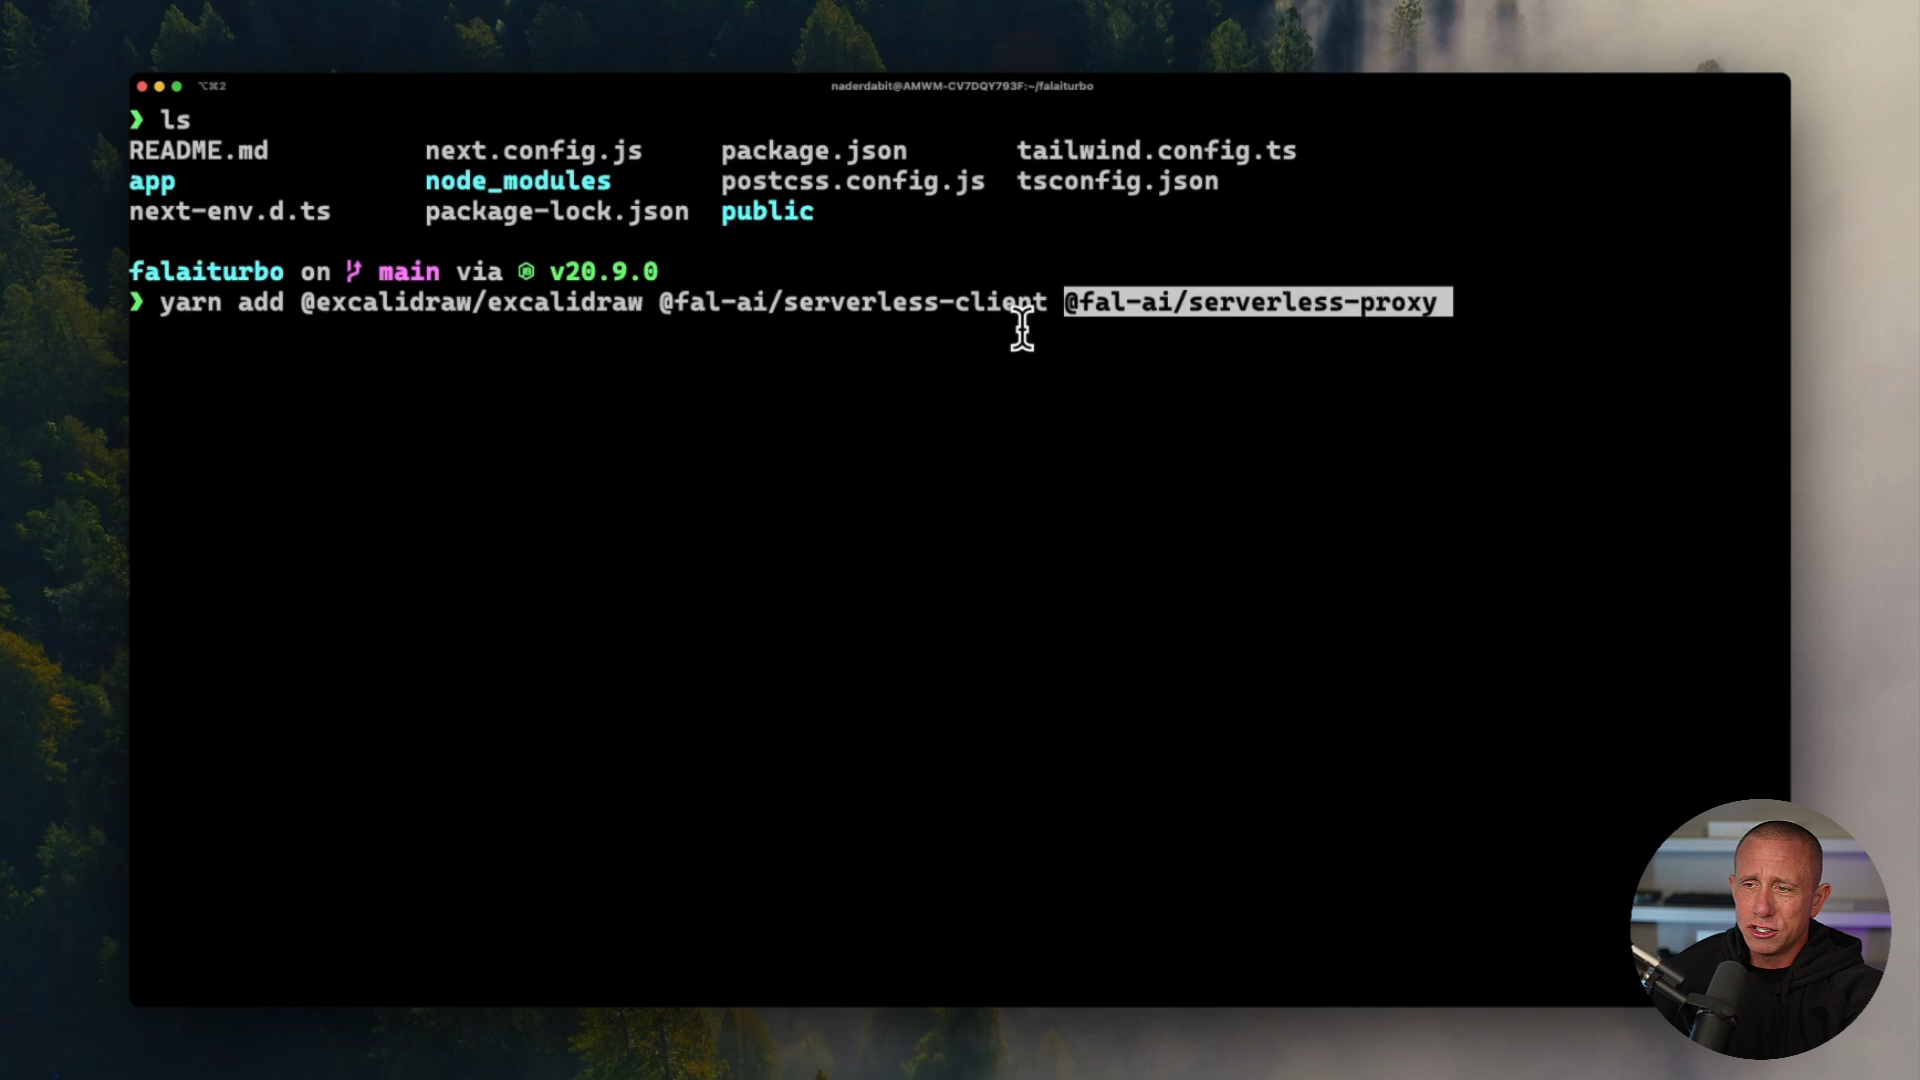 ⌥⌘2 naderdabit@AMWM-CV7DQY793F:~/falaiturbo
❯ ls
README.md next.config.js package.json tailwind.config.ts
app node_modules postcss.config.js tsconfig.json
next-env.d.ts package-lock.json public
falaiturbo on main via v20.9.0
❯ yarn add @excalidraw/excalidraw @fal-ai/serverless-client @fal-ai/serverless-proxy